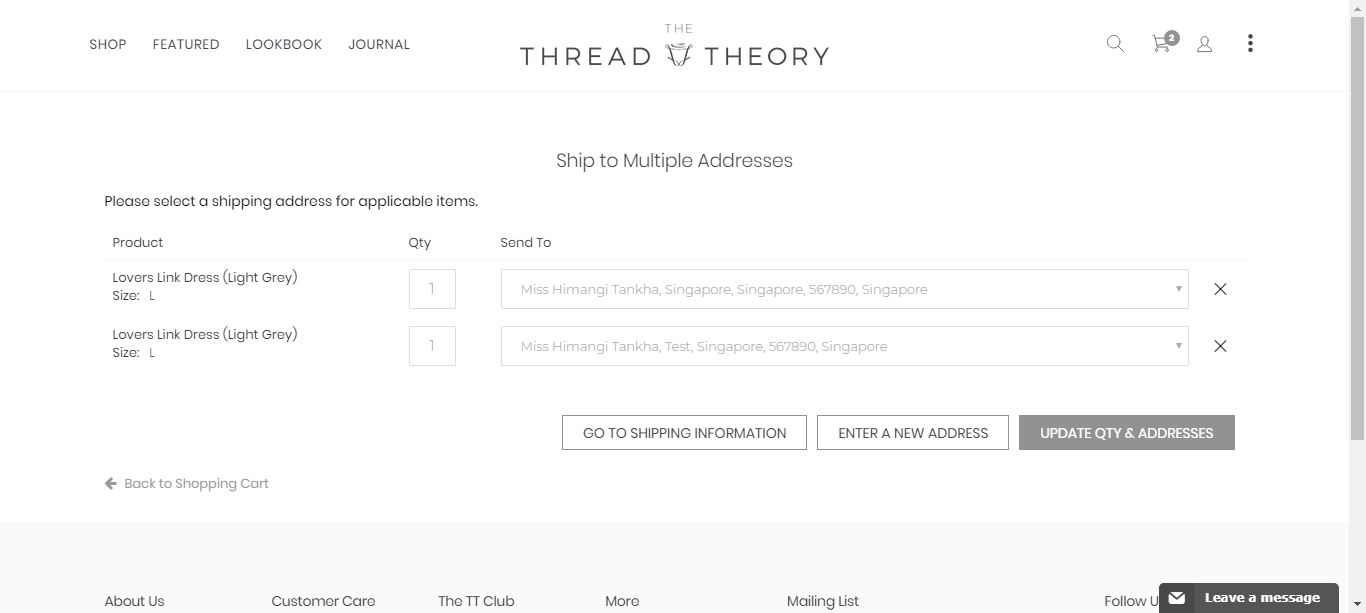 SHOP FEATURED LOOKBOOK JOURNAL
THE
THREAD THEORY
2
Ship to Multiple Addresses
Please select a shipping address for applicable items.
Product Qty Send To
Lovers Link Dress (Light Grey)
Size: L
1
Miss Himangi Tankha, Singapore, Singapore, 567890, Singapore
Lovers Link Dress (Light Grey)
Size: L
1
Miss Himangi Tankha, Test, Singapore, 567890, Singapore
GO TO SHIPPING INFORMATION ENTER A NEW ADDRESS UPDATE QTY & ADDRESSES
Back to Shopping Cart
About Us Customer Care The TT Club More Mailing List Follow U
Leave a message